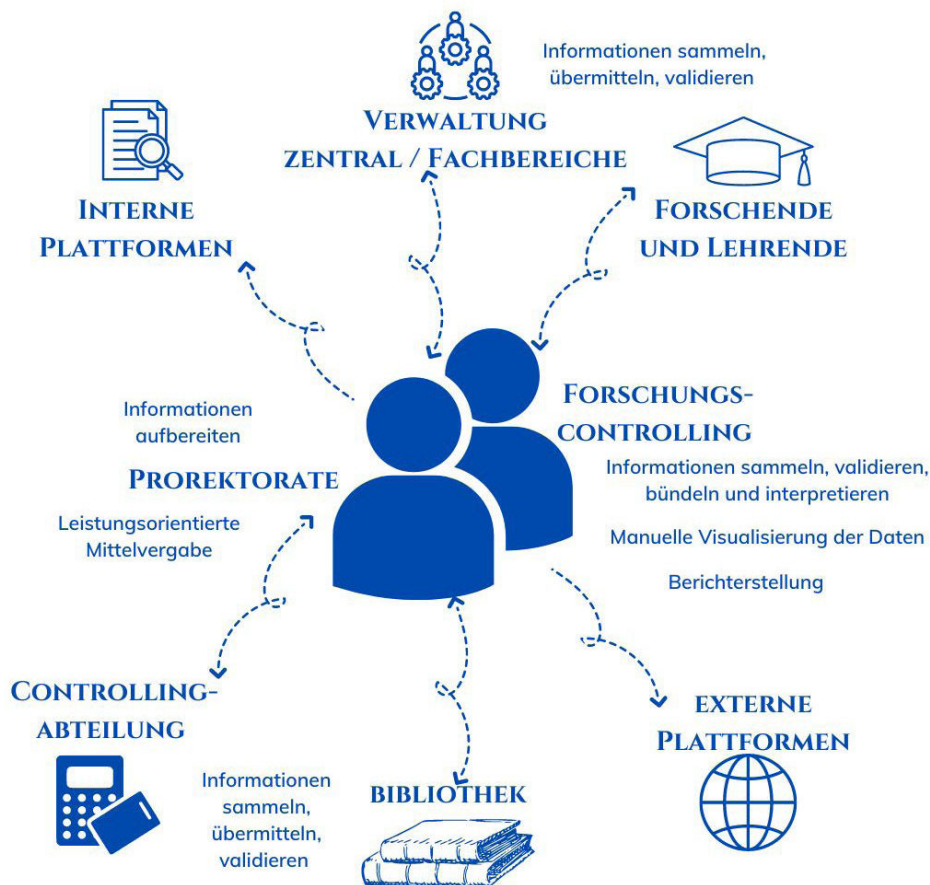 Informationen sammeln,
übermitteln, validieren
Verwaltung
zentral / Fachbereiche
Interne
Plattformen
Forschende
und Lehrende
Informationen
aufbereiten
Prorektorate
Leistungsorientierte
Mittelvergabe
Forschungs-
controlling
Informationen sammeln, validieren,
bündeln und interpretieren
Manuelle Visualisierung der Daten
Berichterstellung
Controlling-
abteilung
Informationen
sammeln,
übermitteln,
validieren
bibliothek
externe
Plattformen